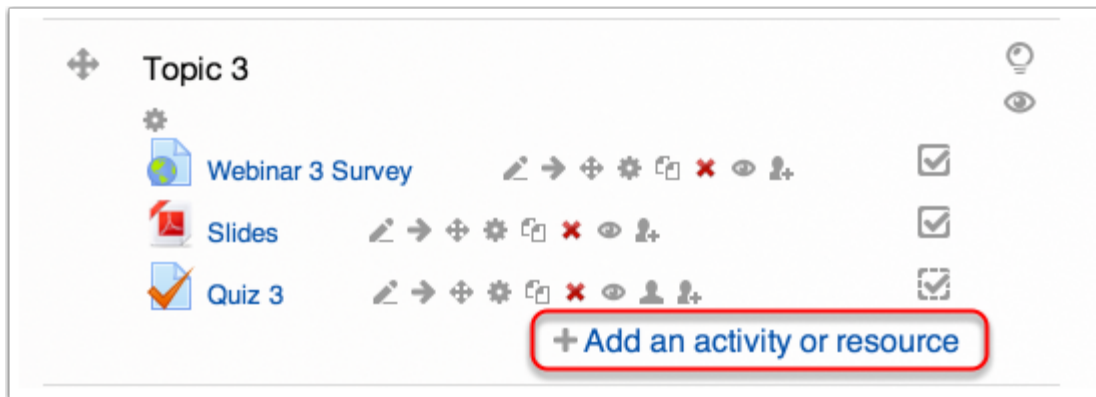 Topic 3
Webinar 3 Survey
Slides
Quiz 3
Add an activity or resource